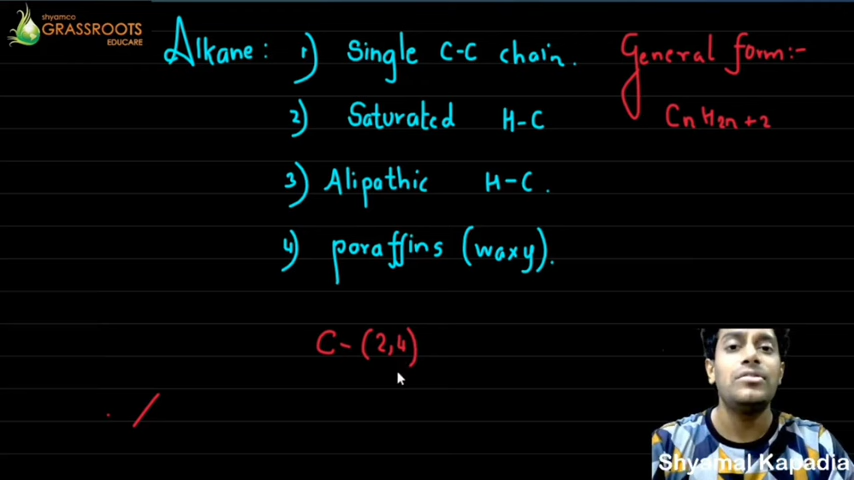 shyamco
GRASSROOTS
EDUCARE
Alkane: 1) Single C-C chain.
2) Saturated H-C
3) Alipathic H-C.
4) poraffins (waxy).
General form:-
CnH2n+2
C-(2,4)
Shyamal Kapadia